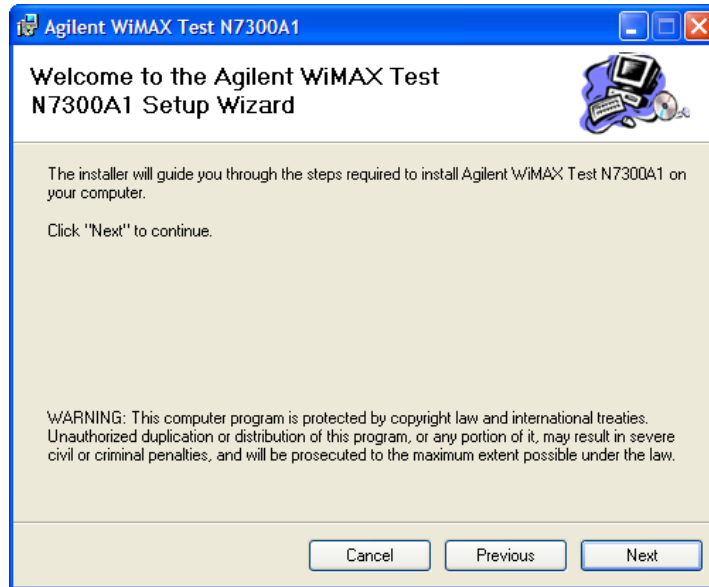 Agilent WiMAX Test N7300A1
Welcome to the Agilent WiMAX Test
N7300A1 Setup Wizard
The installer will guide you through the steps required to install Agilent WiMAX Test N7300A1 on
your computer.
Click "Next" to continue.
WARNING: This computer program is protected by copyright law and international treaties.
Unauthorized duplication or distribution of this program, or any portion of it, may result in severe
civil or criminal penalties, and will be prosecuted to the maximum extent possible under the law.
Cancel Previous Next